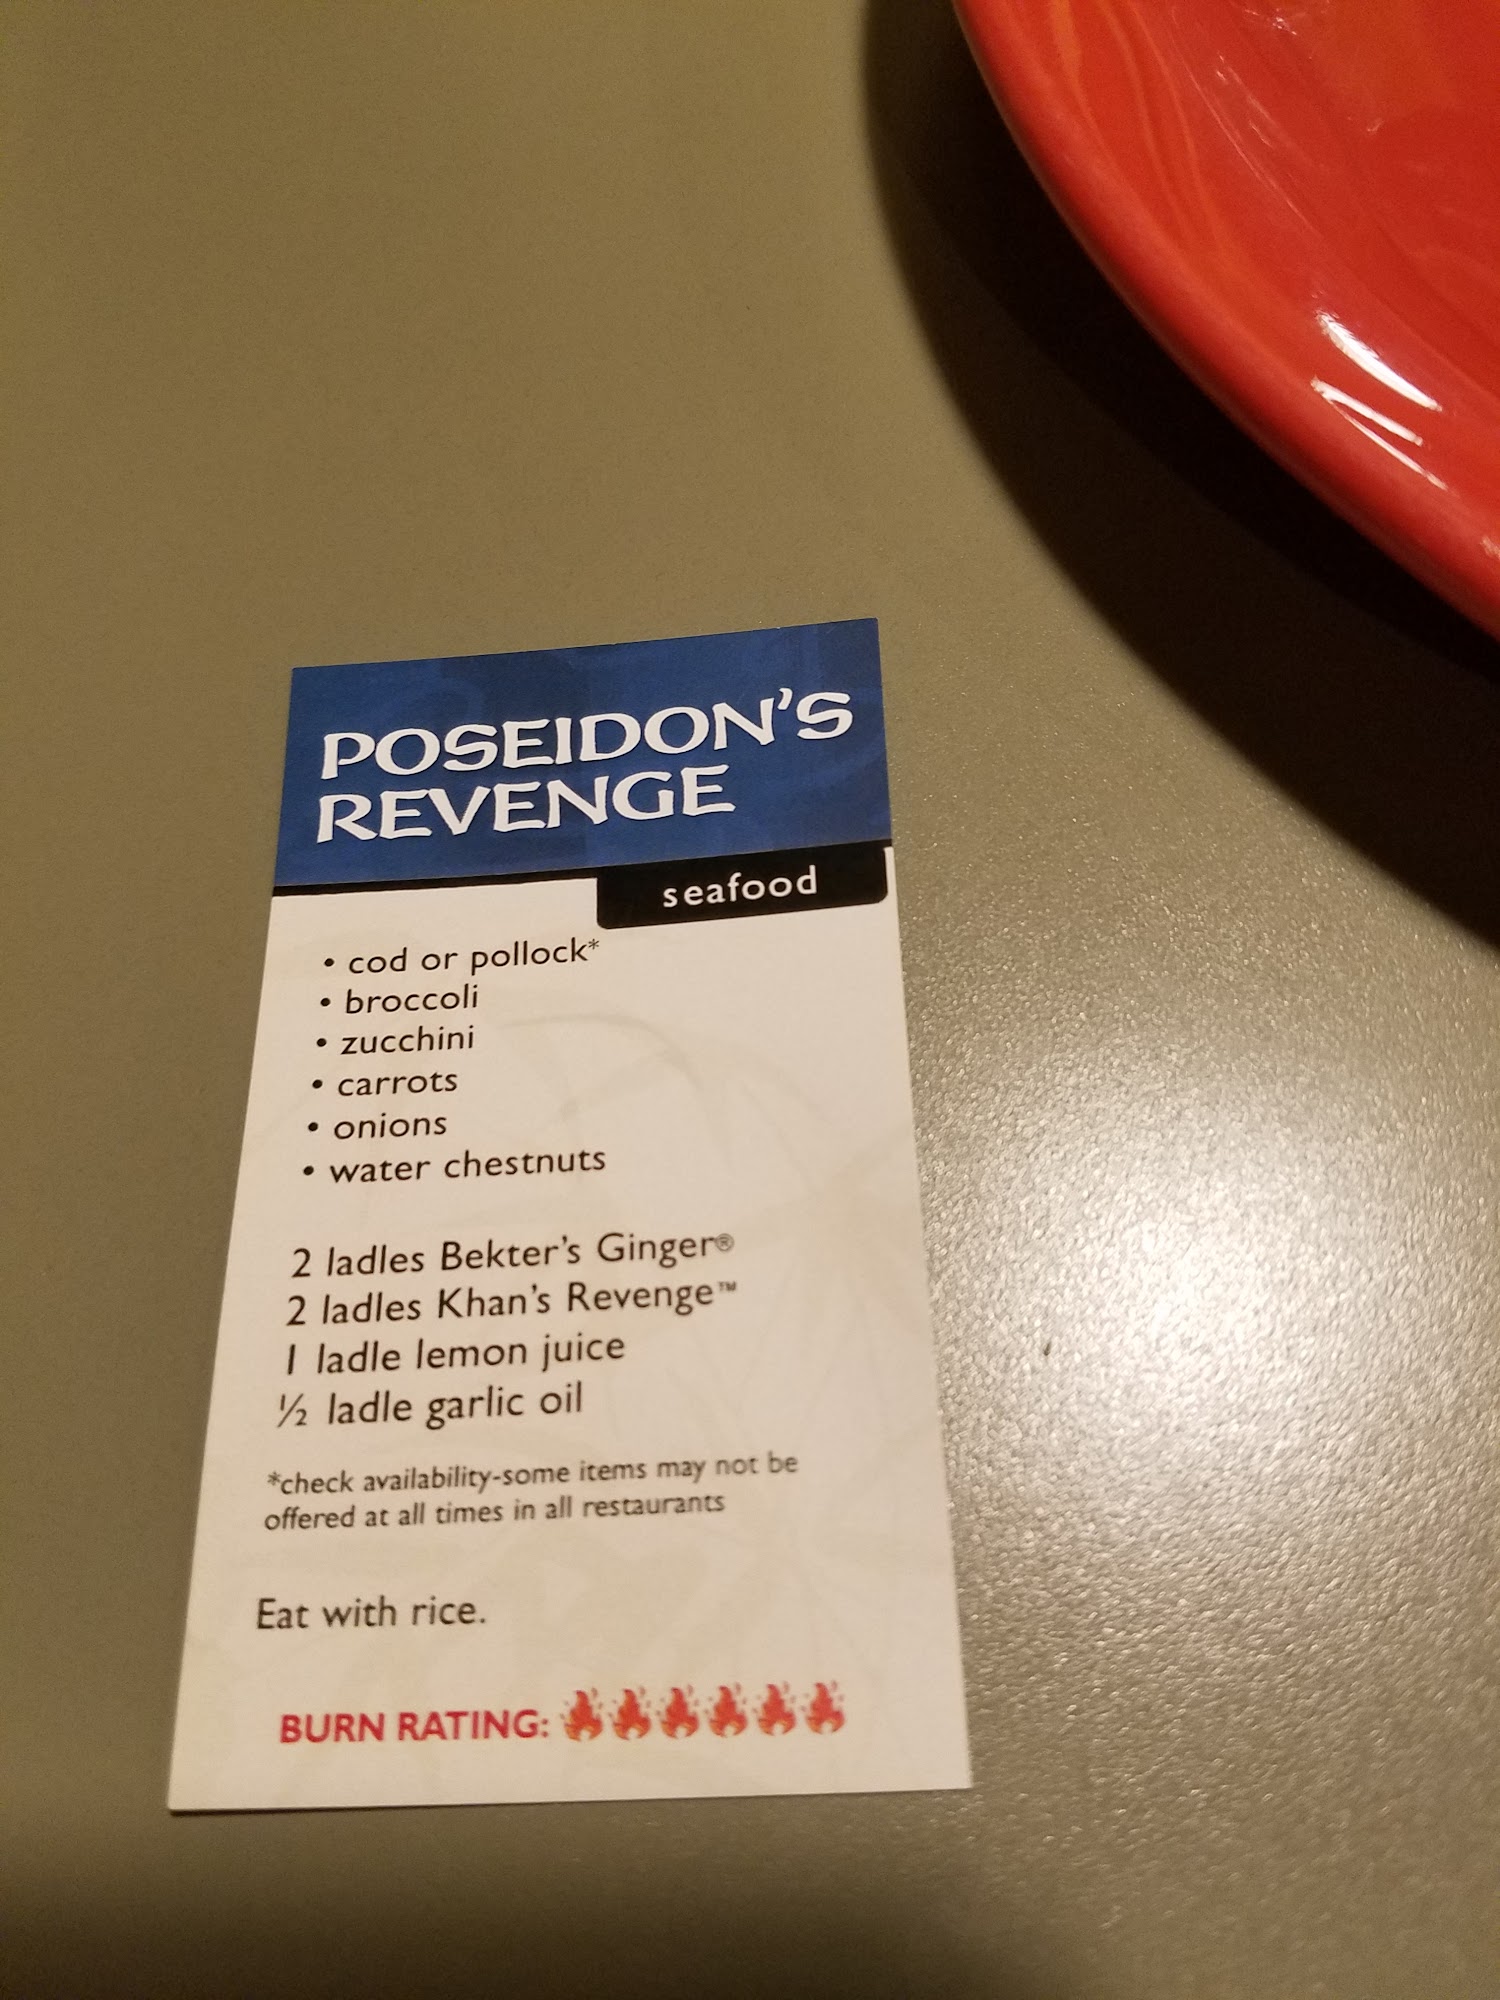 POSEIDON'S
REVENGE
seafood
• cod or pollock*
• broccoli
• zucchini
• carrots
• onions
• water chestnuts
2 ladles Bekter's Ginger®
2 ladles Khan's Revenge™
1 ladle lemon juice
½ ladle garlic oil
*check availability-some items may not be
offered at all times in all restaurants
Eat with rice.
BURN RATING: